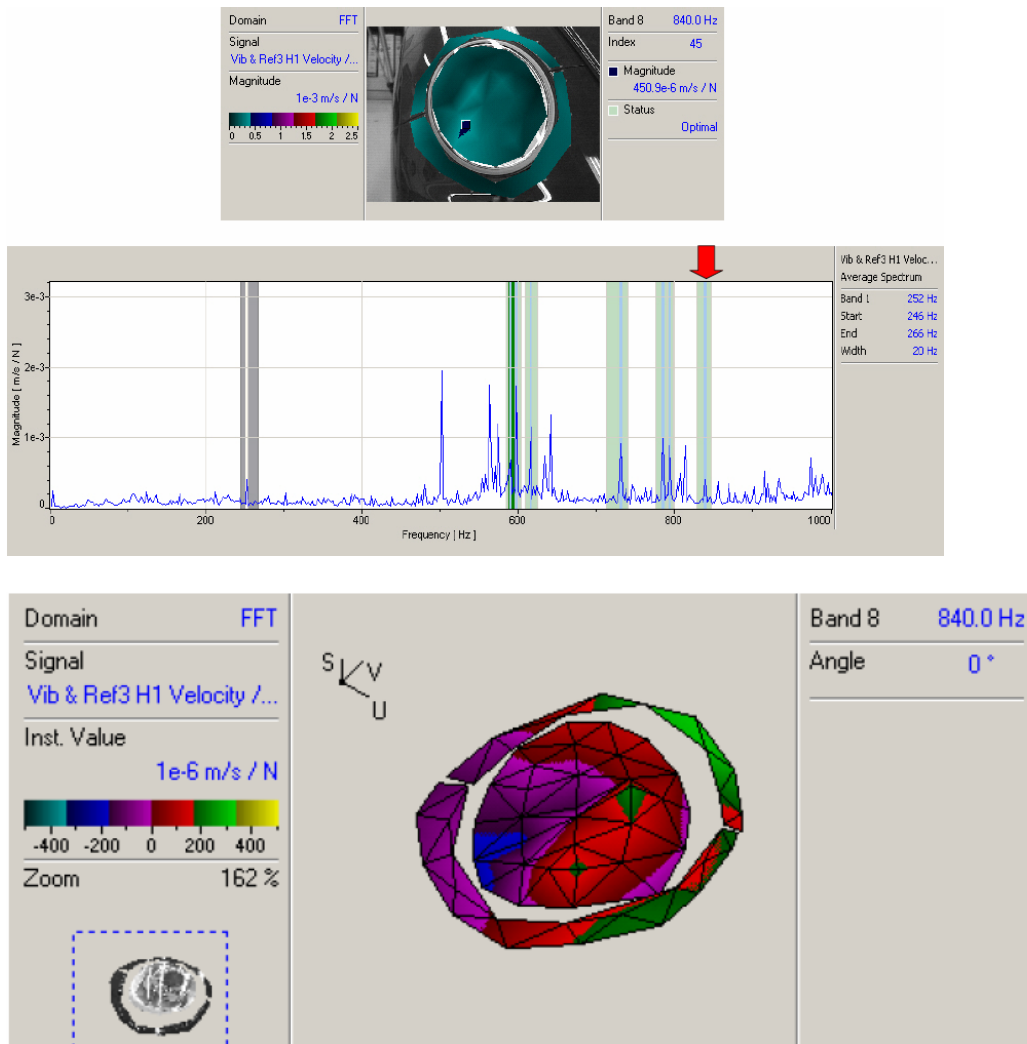 Domain FFT
Signal
Vib & Ref3 H1 Velocity /...
Magnitude
1e-3 m/s / N
0 0.5 1 1.5 2 2.5
Band 8 840.0 Hz
Index 45
Magnitude
450.9e-6 m/s / N
Status
Optimal
Vib & Ref3 H1 Veloc...
Average Spectrum
Band 1 252 Hz
Start 246 Hz
End 266 Hz
Width 20 Hz
Magnitude [ m/s / N ]
3e-3
2e-3
1e-3
0
0 200 400 600 800 1000
Frequency [ Hz ]
Domain FFT
Signal
Vib & Ref3 H1 Velocity /...
Inst. Value
1e-6 m/s / N
-400 -200 0 200 400
Zoom 162 %
S V
U
Band 8 840.0 Hz
Angle 0 °